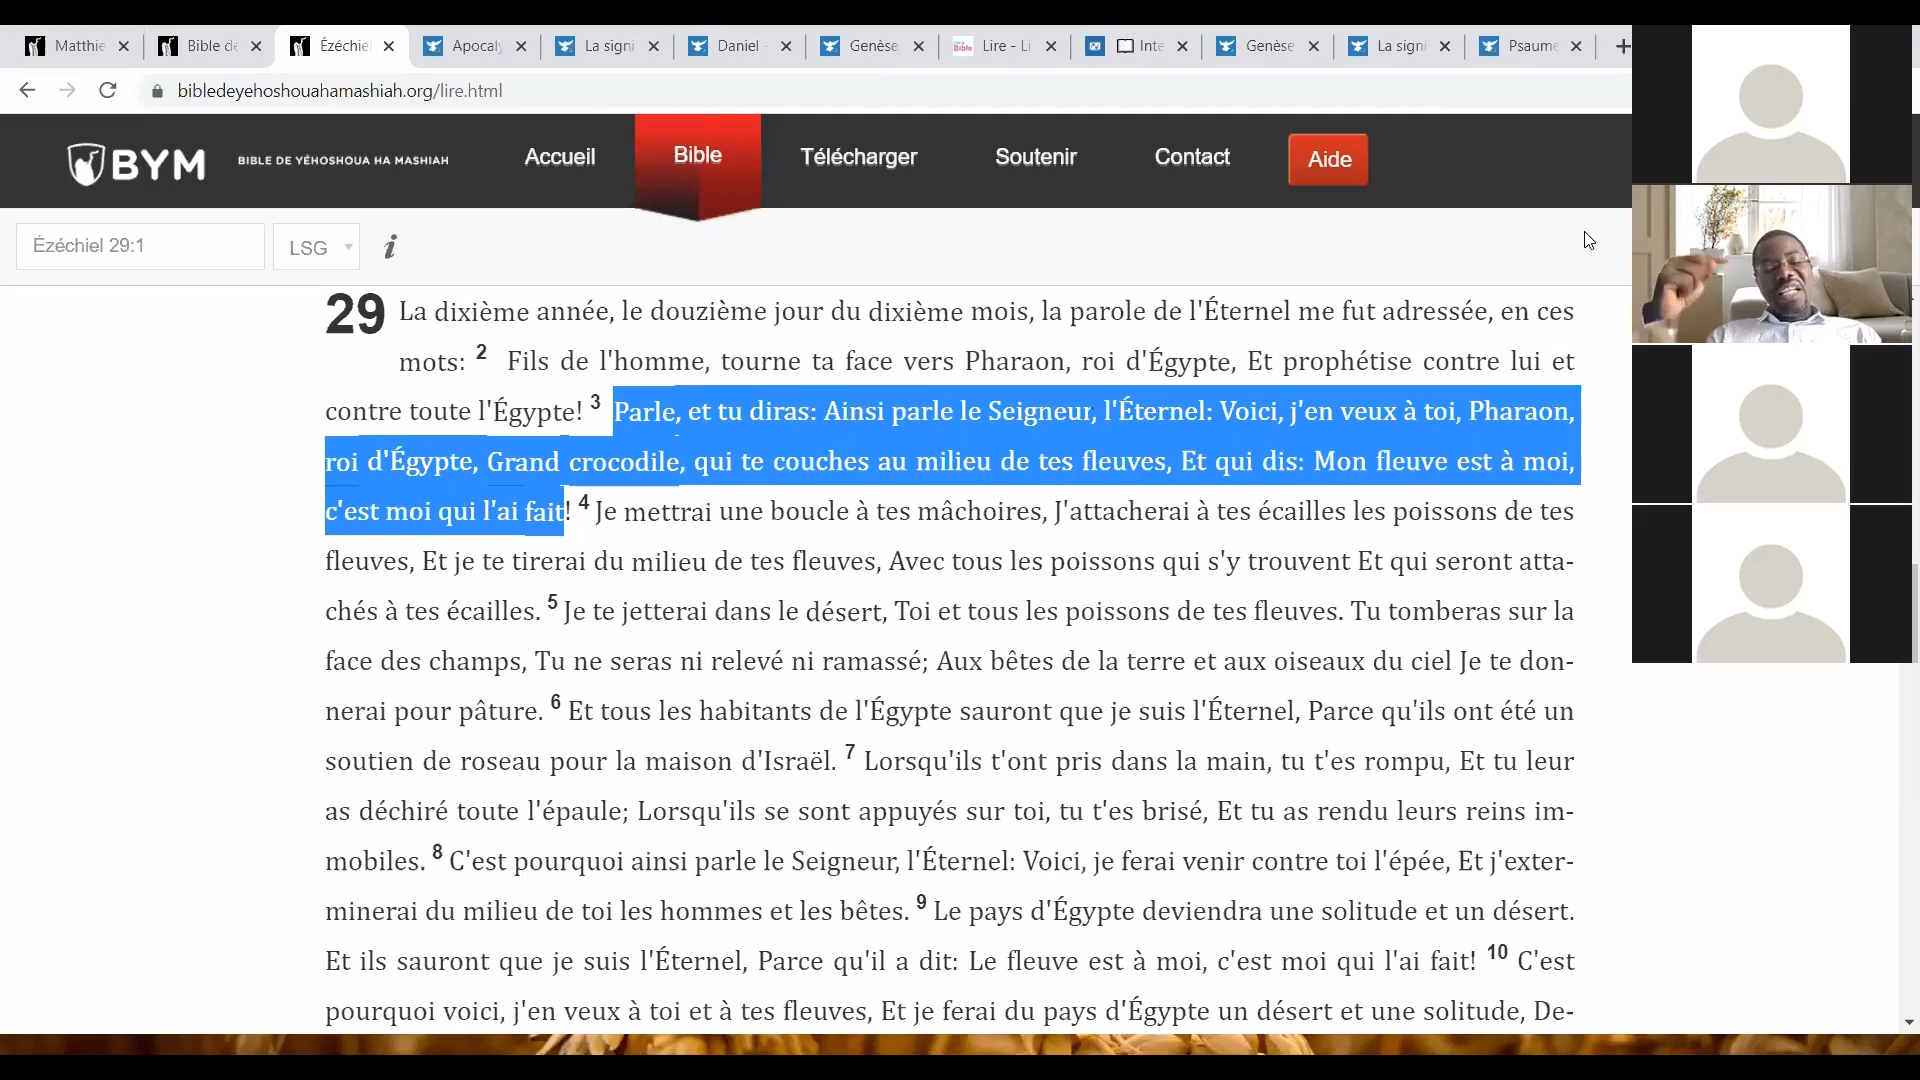 Matthie
Bible de
Ézéchiel
Apocaly
La signi
Daniel -
Genèse
Lire - Li
Inte
Genèse
La signi
Psaume
bibledeyehoshouahamashiah.org/lire.html
BYM BIBLE DE YÉHOSHOUA HA MASHIAH
Accueil
Bible
Télécharger
Soutenir
Contact
Aide
Ézéchiel 29:1
LSG
i
29 La dixième année, le douzième jour du dixième mois, la parole de l'Éternel me fut adressée, en ces
mots: 2 Fils de l'homme, tourne ta face vers Pharaon, roi d'Égypte, Et prophétise contre lui et
contre toute l'Égypte! 3 Parle, et tu diras: Ainsi parle le Seigneur, l'Éternel: Voici, j'en veux à toi, Pharaon,
roi d'Égypte, Grand crocodile, qui te couches au milieu de tes fleuves, Et qui dis: Mon fleuve est à moi,
c'est moi qui l'ai fait! 4 Je mettrai une boucle à tes mâchoires, J'attacherai à tes écailles les poissons de tes
fleuves, Et je te tirerai du milieu de tes fleuves, Avec tous les poissons qui s'y trouvent Et qui seront atta-
chés à tes écailles. 5 Je te jetterai dans le désert, Toi et tous les poissons de tes fleuves. Tu tomberas sur la
face des champs, Tu ne seras ni relevé ni ramassé; Aux bêtes de la terre et aux oiseaux du ciel Je te don-
nerai pour pâture. 6 Et tous les habitants de l'Égypte sauront que je suis l'Éternel, Parce qu'ils ont été un
soutien de roseau pour la maison d'Israël. 7 Lorsqu'ils t'ont pris dans la main, tu t'es rompu, Et tu leur
as déchiré toute l'épaule; Lorsqu'ils se sont appuyés sur toi, tu t'es brisé, Et tu as rendu leurs reins im-
mobiles. 8 C'est pourquoi ainsi parle le Seigneur, l'Éternel: Voici, je ferai venir contre toi l'épée, Et j'exter-
minerai du milieu de toi les hommes et les bêtes. 9 Le pays d'Égypte deviendra une solitude et un désert.
Et ils sauront que je suis l'Éternel, Parce qu'il a dit: Le fleuve est à moi, c'est moi qui l'ai fait! 10 C'est
pourquoi voici, j'en veux à toi et à tes fleuves, Et je ferai du pays d'Égypte un désert et une solitude, De-